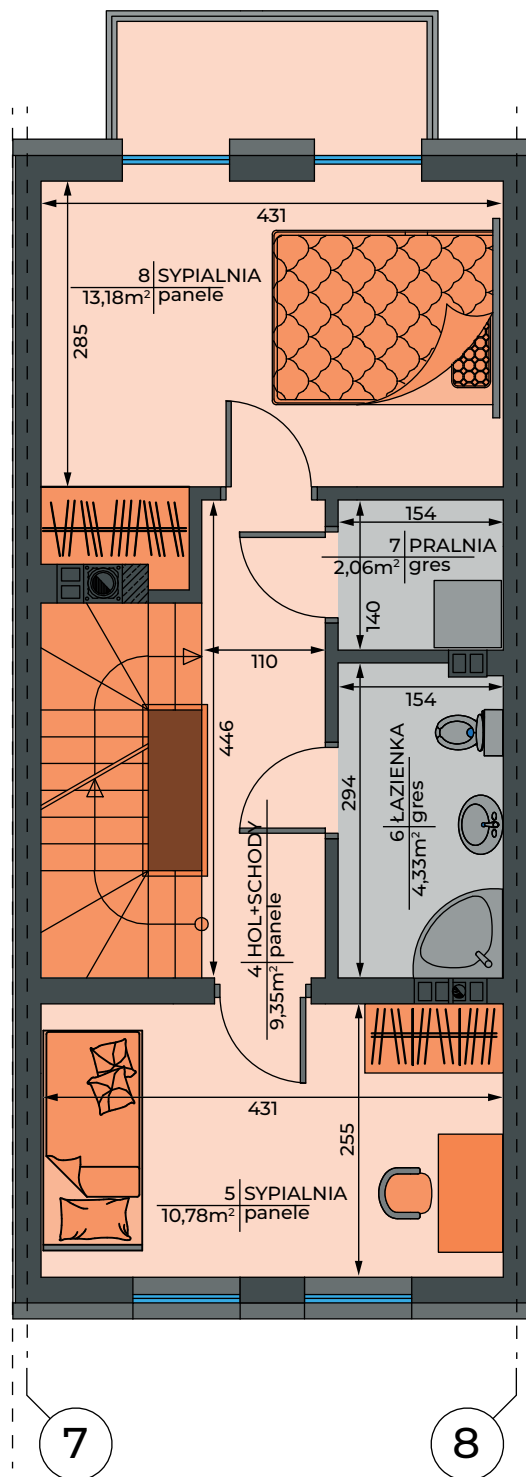 431
8 SYPIALNIA
13,18m² panele
285
154
7 PRALNIA
2,06m² gres
140
110
446
154
294
6 ŁAZIENKA
4,33m² gres
4 HOL+SCHODY
9,35m² panele
431
255
5 SYPIALNIA
10,78m² panele
7
8